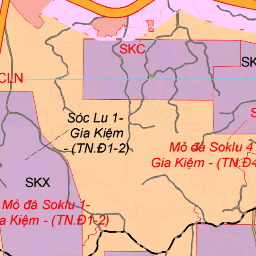 SKC
SK
CLN
Sóc Lu 1-
Gia Kiệm
- (TN.Đ1-2)
Mỏ đá Soklu 4
Gia Kiệm - (TN.Đ4
SKX
Mỏ đá Soklu 1-
Gia Kiệm - (TN.Đ1-2)